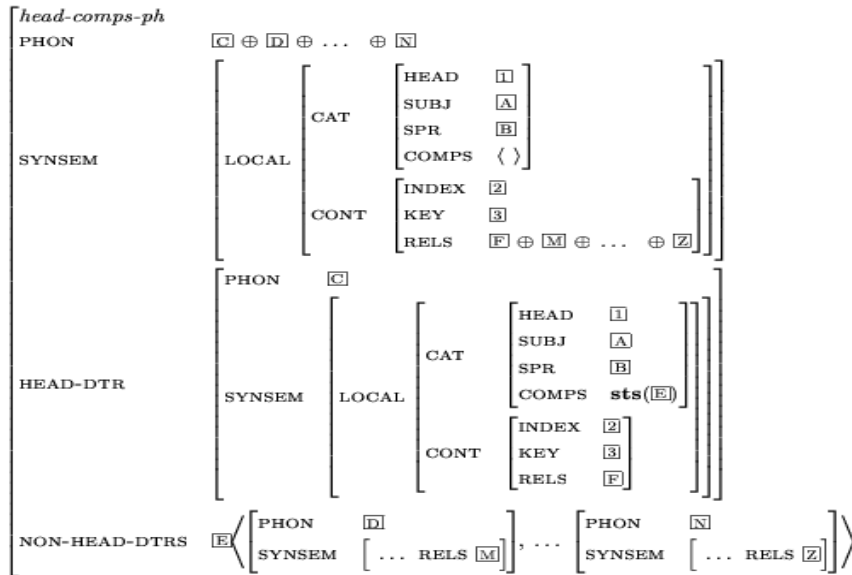 head-comps-ph
PHON C ⊕ D ⊕ ... ⊕ N
HEAD 1
SUBJ A
CAT
SPR B
COMPS ⟨ ⟩
SYNSEM LOCAL
INDEX 2
CONT KEY 3
RELS F ⊕ M ⊕ ... ⊕ Z
PHON C
HEAD 1
SUBJ A
CAT
SPR B
HEAD-DTR
COMPS sts(E)
SYNSEM LOCAL
INDEX 2
CONT KEY 3
RELS F
PHON D , ... PHON N
NON-HEAD-DTRS E
SYNSEM [ ... RELS M] SYNSEM [ ... RELS Z]